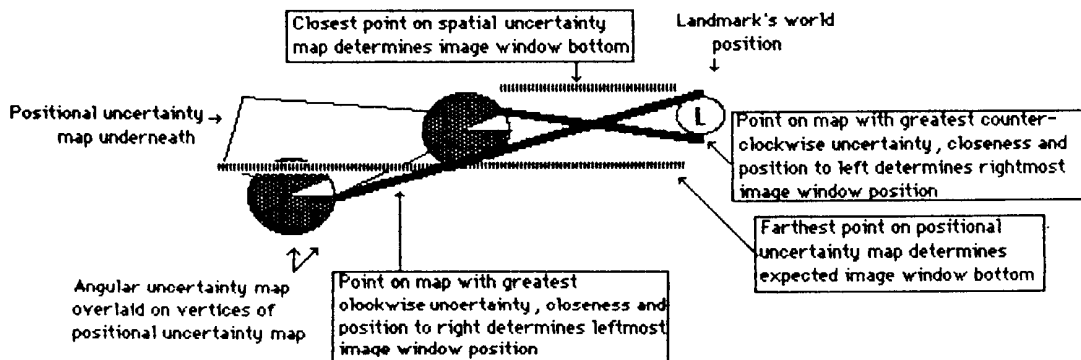 Closest point on spatial uncertainty
map determines image window bottom
Landmark's world
position
Positional uncertainty
map underneath
L
Point on map with greatest counter-
clockwise uncertainty, closeness and
position to left determines rightmost
image window position
Farthest point on positional
uncertainty map determines
expected image window bottom
Angular uncertainty map
overlaid on vertices of
positional uncertainty map
Point on map with greatest
clockwise uncertainty, closeness and
position to right determines leftmost
image window position